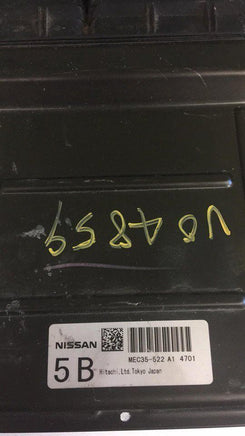 NISSAN
5B
MEC35-522 A1 4701
Hitachi,Ltd.Tokyo Japan